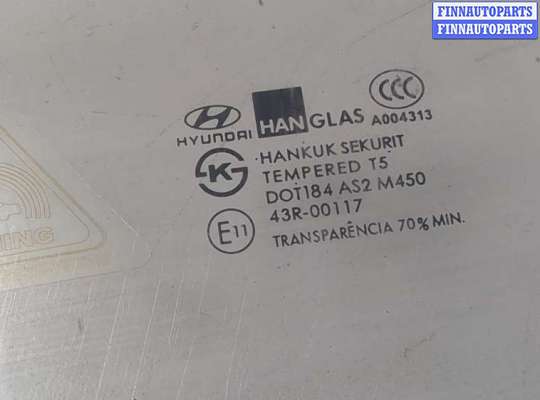 FINNAUTOPARTS
FINNAUTOPARTS
HYUNDAI HANGLAS CCC A004313
K S HANKUK SEKURIT
TEMPERED T5
DOT184 AS2 M450
43R-00117
E11 TRANSPARÊNCIA 70% MIN.